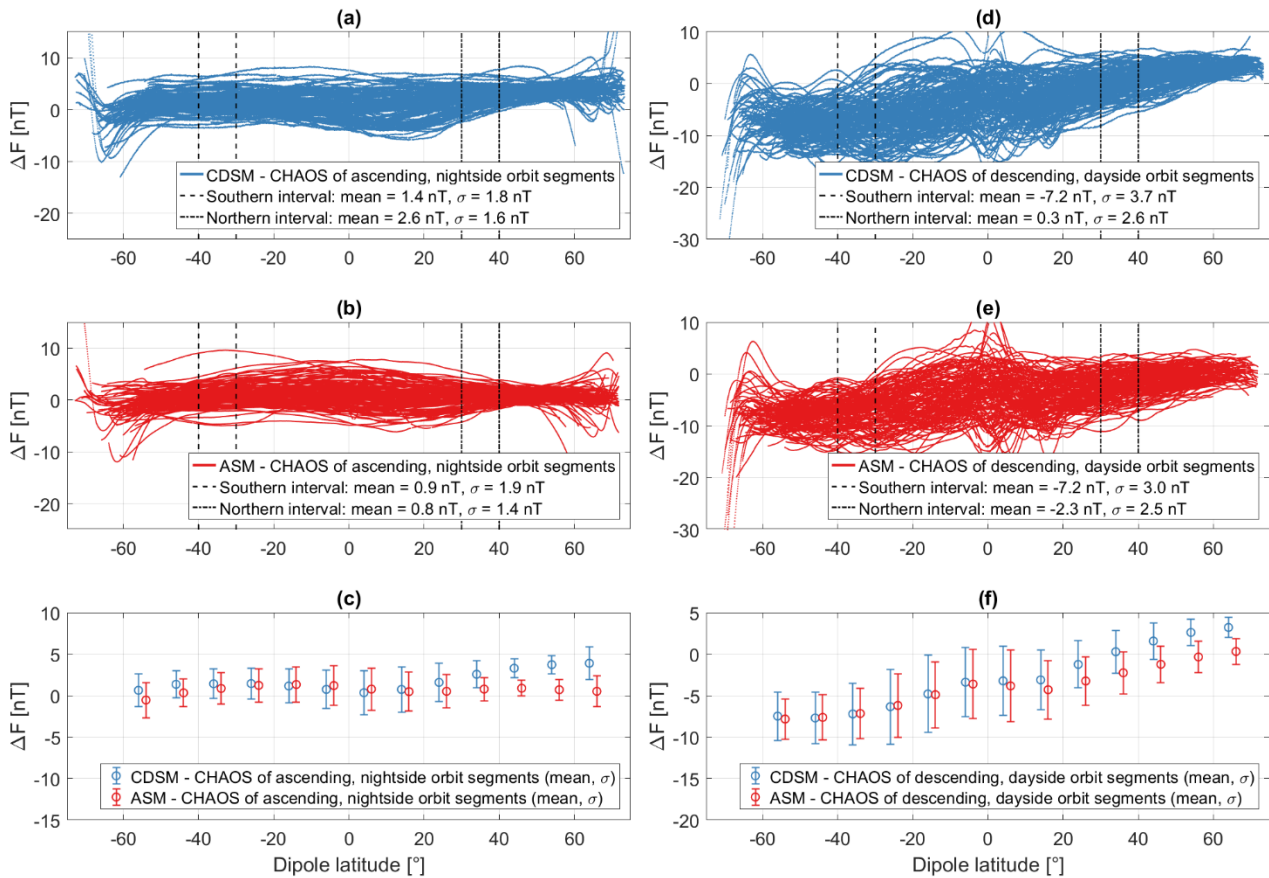 (a)
ΔF [nT]
10
0
-10
-20
CDSM - CHAOS of ascending, nightside orbit segments
Southern interval: mean = 1.4 nT, σ = 1.8 nT
Northern interval: mean = 2.6 nT, σ = 1.6 nT
-60 -40 -20 0 20 40 60
(d)
ΔF [nT]
10
0
-10
-20
-30
CDSM - CHAOS of descending, dayside orbit segments
Southern interval: mean = -7.2 nT, σ = 3.7 nT
Northern interval: mean = 0.3 nT, σ = 2.6 nT
-60 -40 -20 0 20 40 60
(b)
ΔF [nT]
10
0
-10
-20
ASM - CHAOS of ascending, nightside orbit segments
Southern interval: mean = 0.9 nT, σ = 1.9 nT
Northern interval: mean = 0.8 nT, σ = 1.4 nT
-60 -40 -20 0 20 40 60
(e)
ΔF [nT]
10
0
-10
-20
-30
ASM - CHAOS of descending, dayside orbit segments
Southern interval: mean = -7.2 nT, σ = 3.0 nT
Northern interval: mean = -2.3 nT, σ = 2.5 nT
-60 -40 -20 0 20 40 60
(c)
ΔF [nT]
10
5
0
-5
-10
-15
CDSM - CHAOS of ascending, nightside orbit segments (mean, σ)
ASM - CHAOS of ascending, nightside orbit segments (mean, σ)
-60 -40 -20 0 20 40 60
Dipole latitude [°]
(f)
ΔF [nT]
5
0
-5
-10
-15
-20
CDSM - CHAOS of descending, dayside orbit segments (mean, σ)
ASM - CHAOS of descending, dayside orbit segments (mean, σ)
-60 -40 -20 0 20 40 60
Dipole latitude [°]